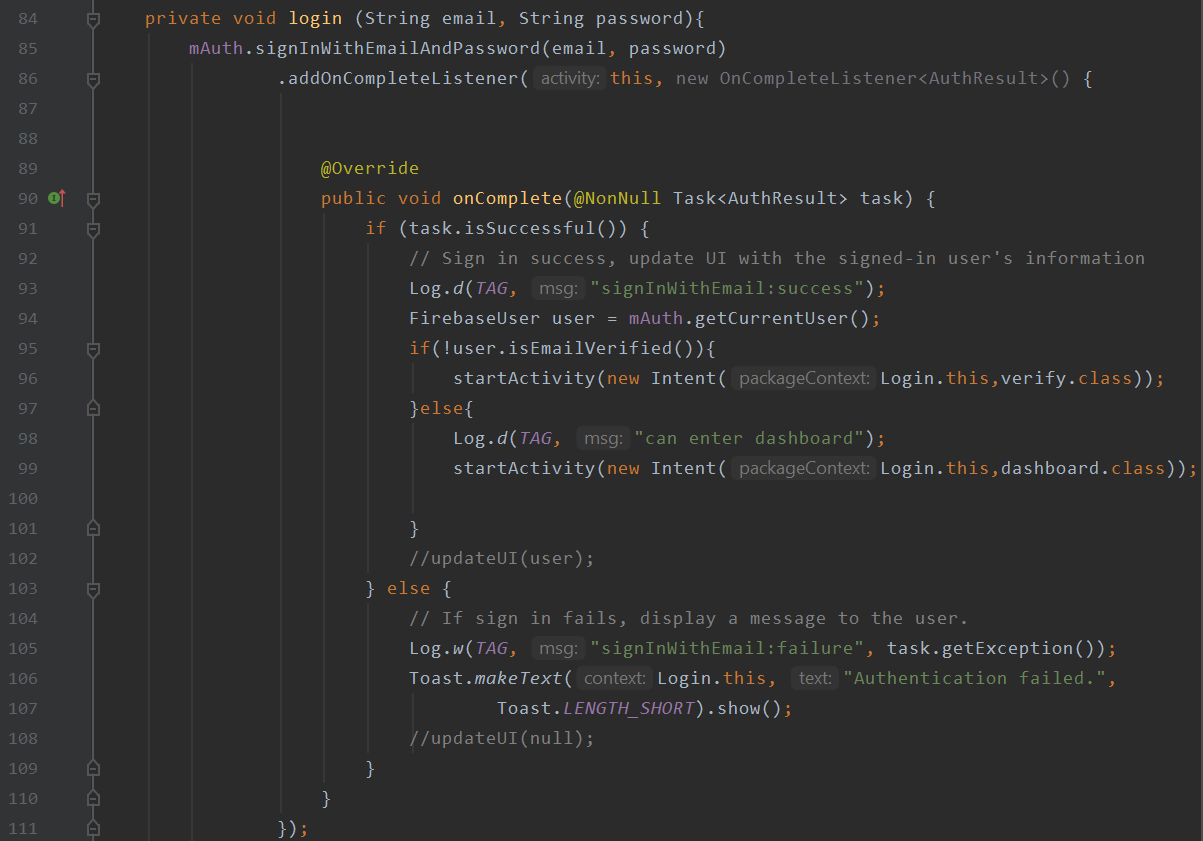 84 private void login (String email, String password){
85 mAuth.signInWithEmailAndPassword(email, password)
86 .addOnCompleteListener( activity: this, new OnCompleteListener<AuthResult>() {
87
88
89 @Override
90 public void onComplete(@NonNull Task<AuthResult> task) {
91 if (task.isSuccessful()) {
92 // Sign in success, update UI with the signed-in user's information
93 Log.d(TAG, msg: "signInWithEmail:success");
94 FirebaseUser user = mAuth.getCurrentUser();
95 if(!user.isEmailVerified()){
96 startActivity(new Intent( packageContext: Login.this,verify.class));
97 }else{
98 Log.d(TAG, msg: "can enter dashboard");
99 startActivity(new Intent( packageContext: Login.this,dashboard.class));
100
101 }
102 //updateUI(user);
103 } else {
104 // If sign in fails, display a message to the user.
105 Log.w(TAG, msg: "signInWithEmail:failure", task.getException());
106 Toast.makeText( context: Login.this, text: "Authentication failed.",
107 Toast.LENGTH_SHORT).show();
108 //updateUI(null);
109 }
110 }
111 });